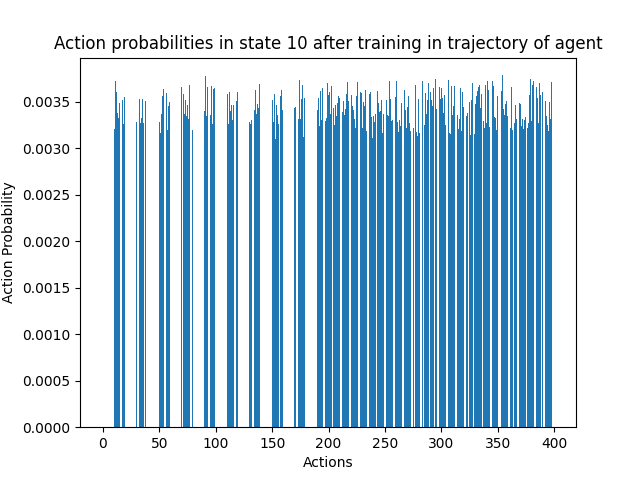 Action probabilities in state 10 after training in trajectory of agent
Action Probability
0.0035
0.0030
0.0025
0.0020
0.0015
0.0010
0.0005
0.0000
0 50 100 150 200 250 300 350 400
Actions